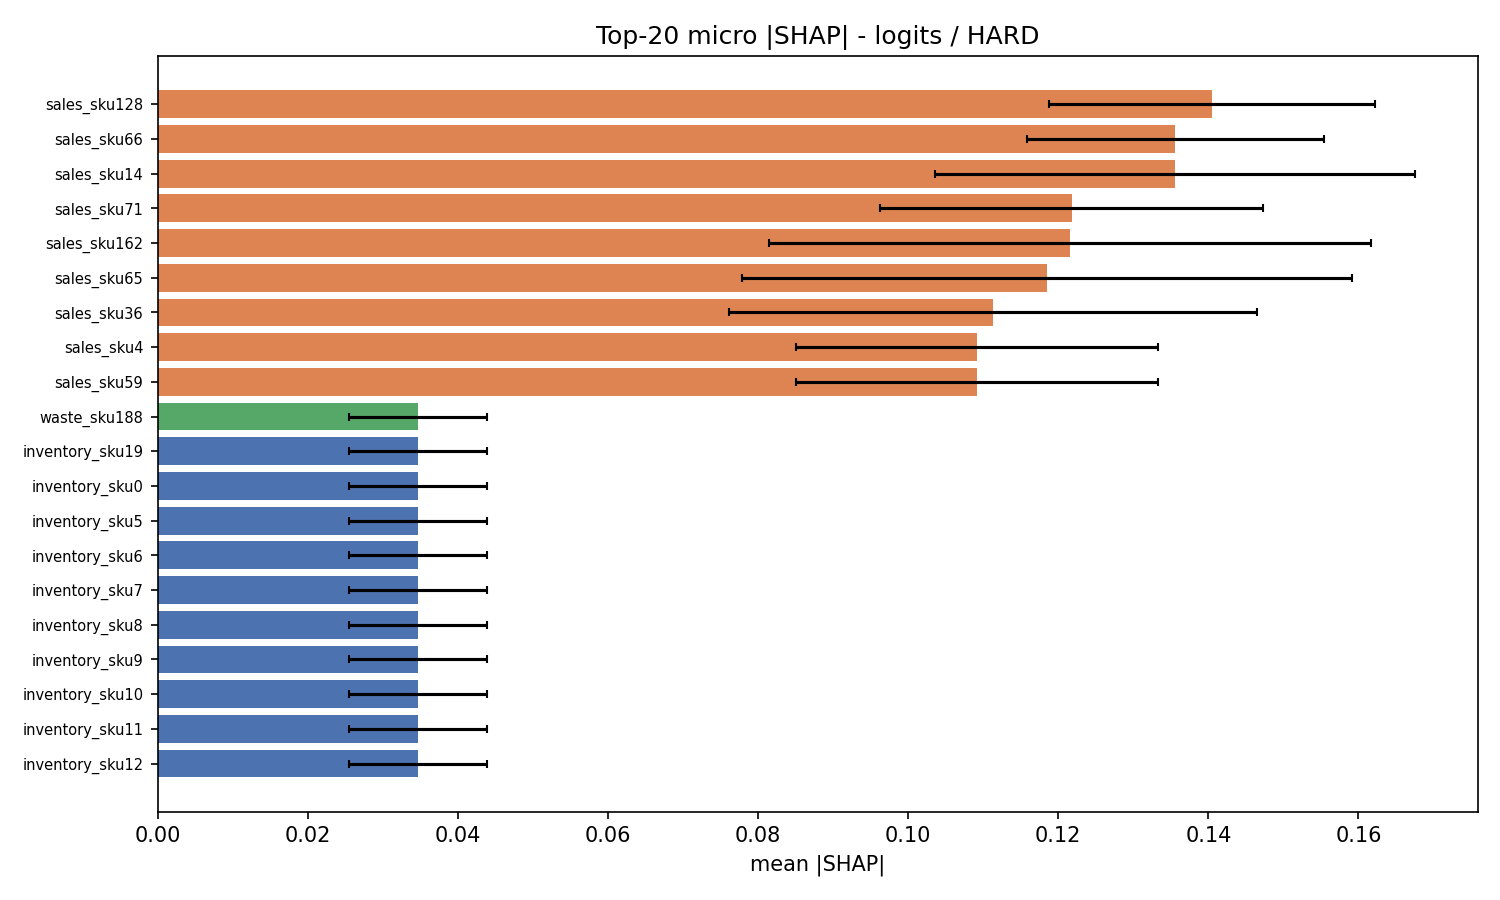 Top-20 micro |SHAP| - logits / HARD
sales_sku128
sales_sku66
sales_sku14
sales_sku71
sales_sku162
sales_sku65
sales_sku36
sales_sku4
sales_sku59
waste_sku188
inventory_sku19
inventory_sku0
inventory_sku5
inventory_sku6
inventory_sku7
inventory_sku8
inventory_sku9
inventory_sku10
inventory_sku11
inventory_sku12
0.00 0.02 0.04 0.06 0.08 0.10 0.12 0.14 0.16
mean |SHAP|